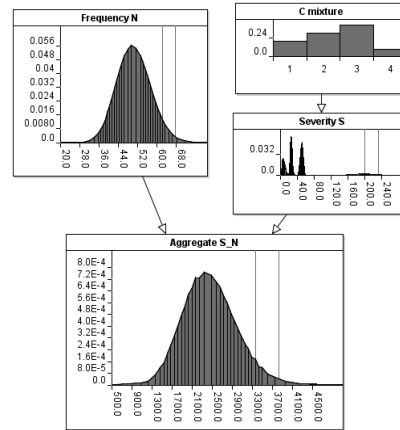 Frequency N
0.056
0.048
0.04
0.032
0.024
0.016
0.0080
0.0
20.0
28.0
36.0
44.0
52.0
60.0
68.0
C mixture
0.24
0.0
1 2 3 4
Severity S
0.032
0.0
0.0
40.0
80.0
120.0
160.0
200.0
240.0
Aggregate S_N
8.0E-4
7.2E-4
6.4E-4
5.6E-4
4.8E-4
4.0E-4
3.2E-4
2.4E-4
1.6E-4
8.0E-5
0.0
500.0
900.0
1300.0
1700.0
2100.0
2500.0
2900.0
3300.0
3700.0
4100.0
4500.0